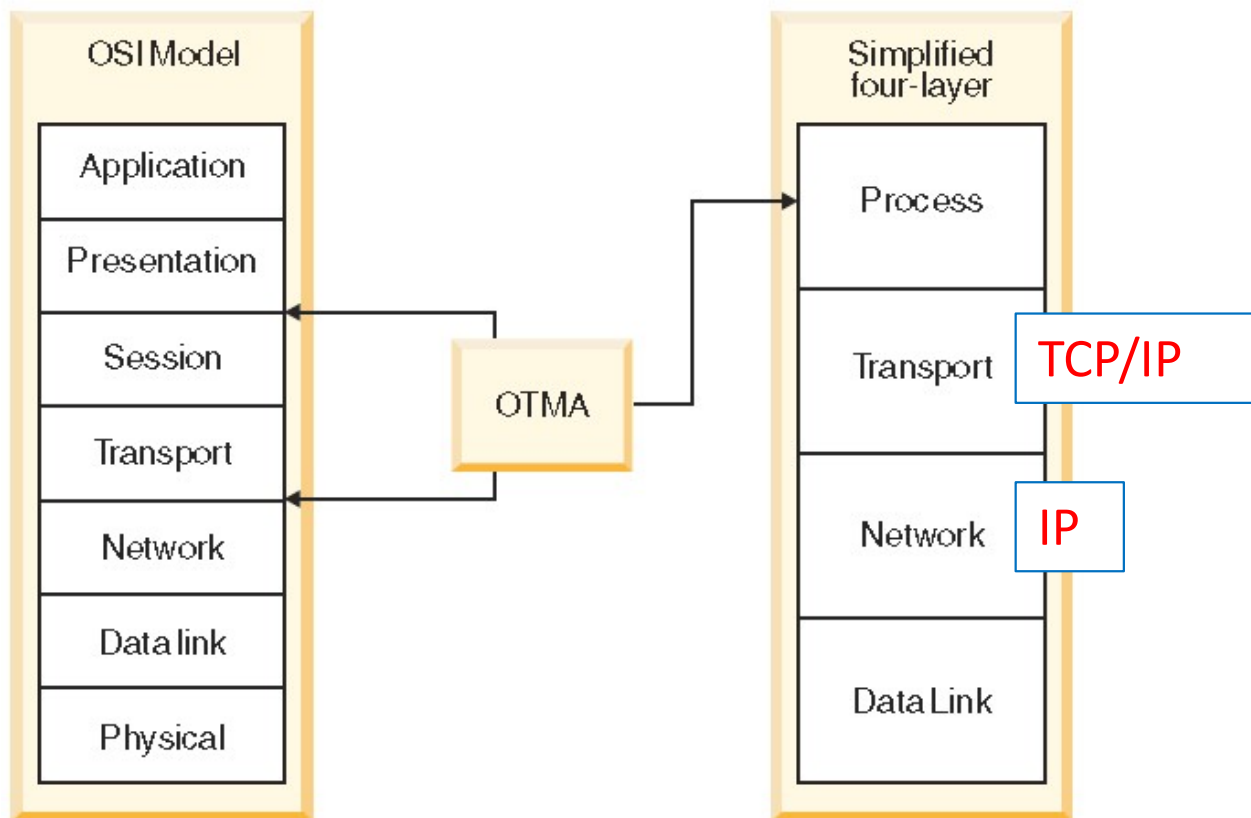 OSI Model
Application
Presentation
Session
Transport
Network
Data link
Physical
OTMA
Simplified
four-layer
Process
Transport
TCP/IP
Network
IP
Data Link